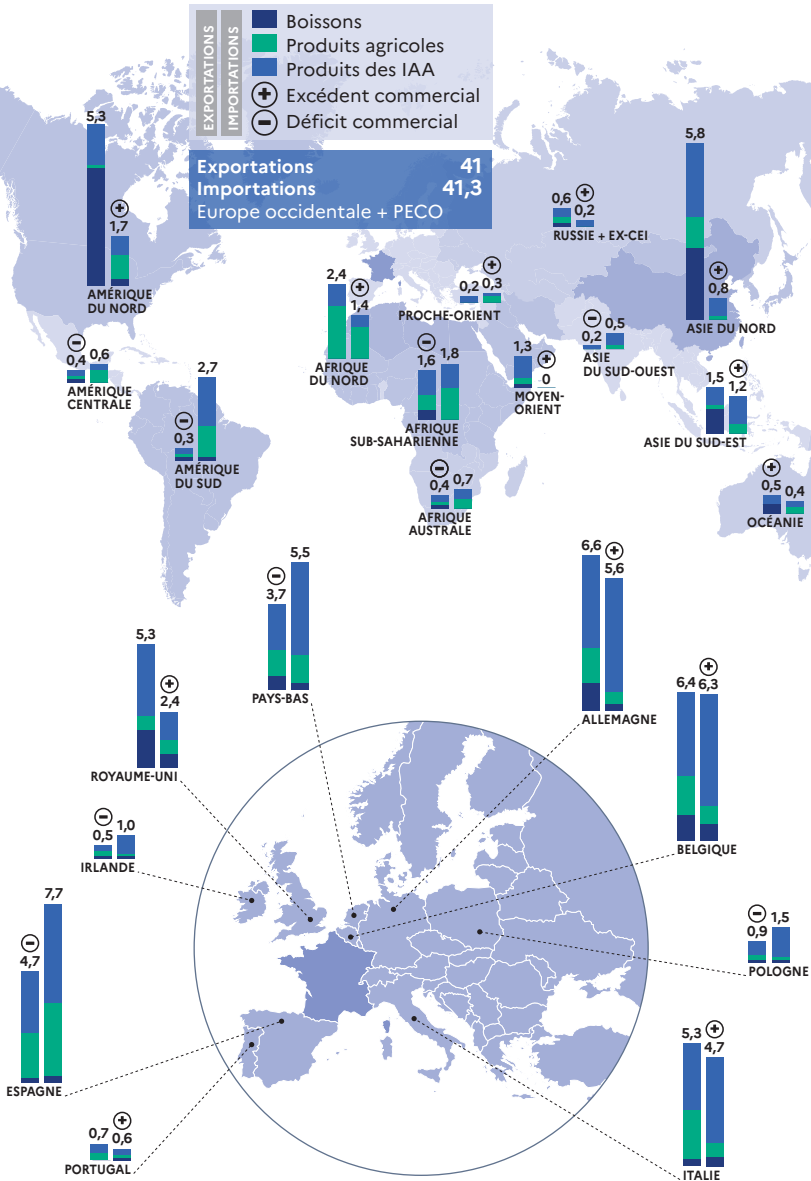 EXPORTATIONS
IMPORTATIONS
Boissons
Produits agricoles
Produits des IAA
+ Excédent commercial
− Déficit commercial
Exportations 41
Importations 41,3
Europe occidentale + PECO
5,3
+
1,7
AMÉRIQUE
DU NORD
−
0,4 0,6
AMÉRIQUE
CENTRALE
2,7
−
0,3
AMÉRIQUE
DU SUD
2,4
+
1,4
AFRIQUE
DU NORD
+
0,2 0,3
PROCHE-ORIENT
0,6 +
0,2
RUSSIE + EX-CEI
5,8
+
0,8
ASIE DU NORD
−
0,2 0,5
ASIE
DU SUD-OUEST
−
1,6 1,8
AFRIQUE
SUB-SAHARIENNE
1,3
+
0
MOYEN-
ORIENT
+
1,5 1,2
ASIE DU SUD-EST
−
0,4 0,7
AFRIQUE
AUSTRALE
+
0,5 0,4
OCÉANIE
5,5
−
3,7
PAYS-BAS
6,6 +
5,6
ALLEMAGNE
5,3
+
2,4
ROYAUME-UNI
+
6,4 6,3
BELGIQUE
−
0,5 1,0
IRLANDE
7,7
−
4,7
ESPAGNE
−
0,9 1,5
POLOGNE
+
0,7 0,6
PORTUGAL
5,3 +
4,7
ITALIE